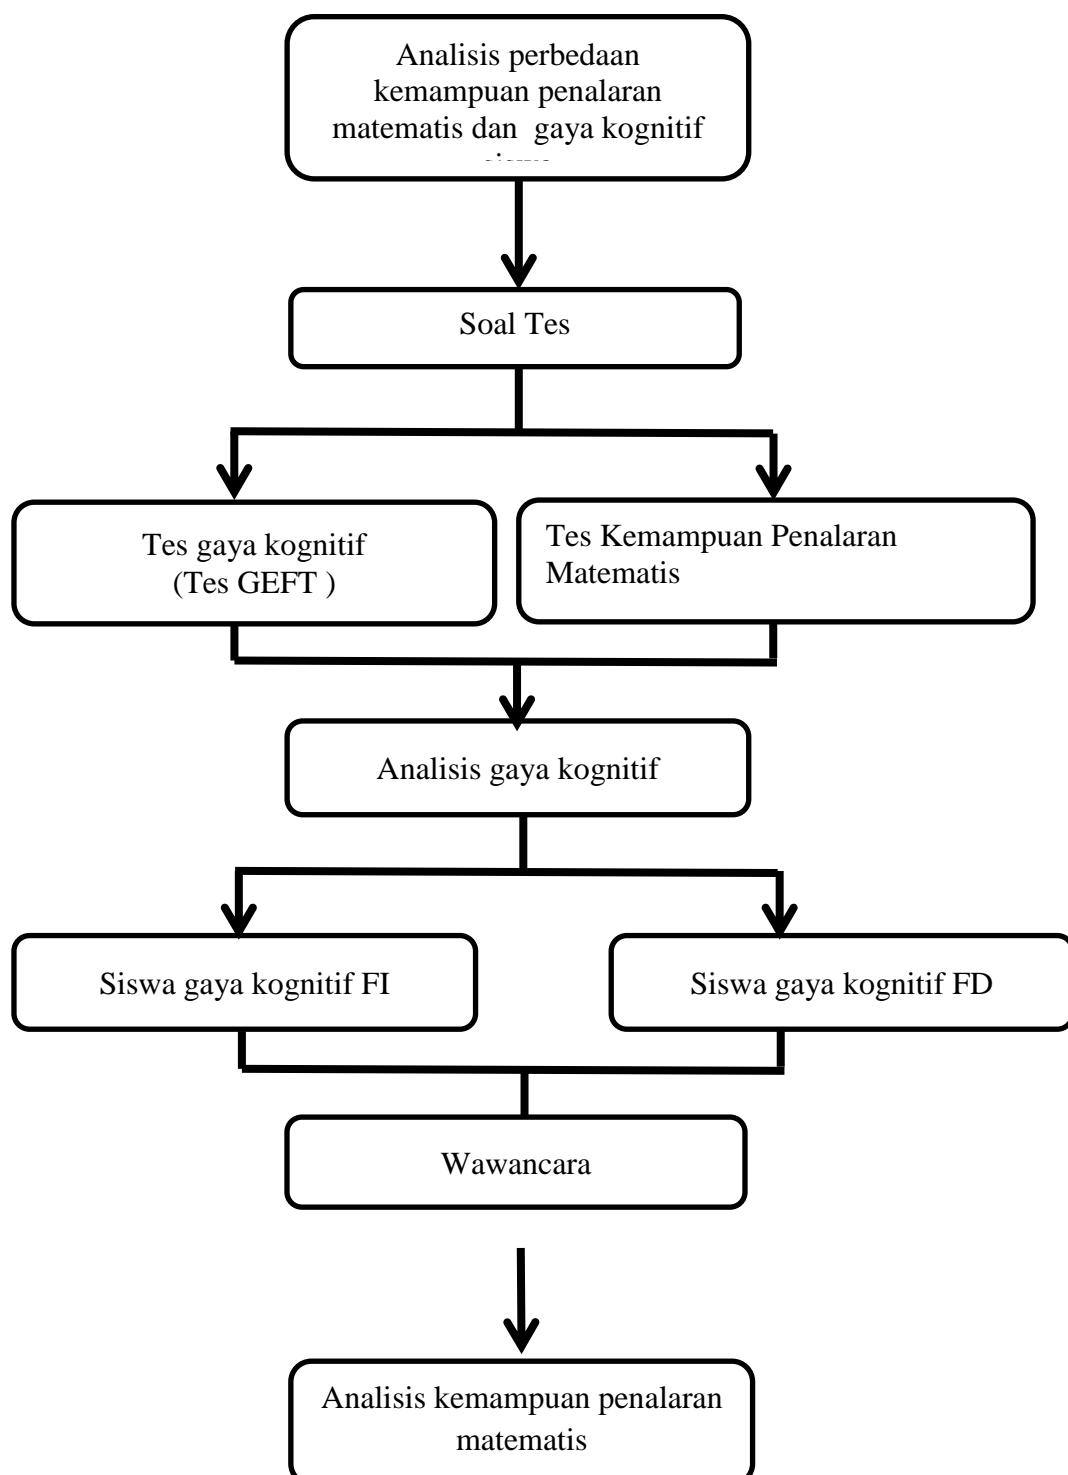 Analisis perbedaan
kemampuan penalaran
matematis dan gaya kognitif
Soal Tes
Tes gaya kognitif
(Tes GEFT )
Tes Kemampuan Penalaran
Matematis
Analisis gaya kognitif
Siswa gaya kognitif FI
Siswa gaya kognitif FD
Wawancara
Analisis kemampuan penalaran
matematis